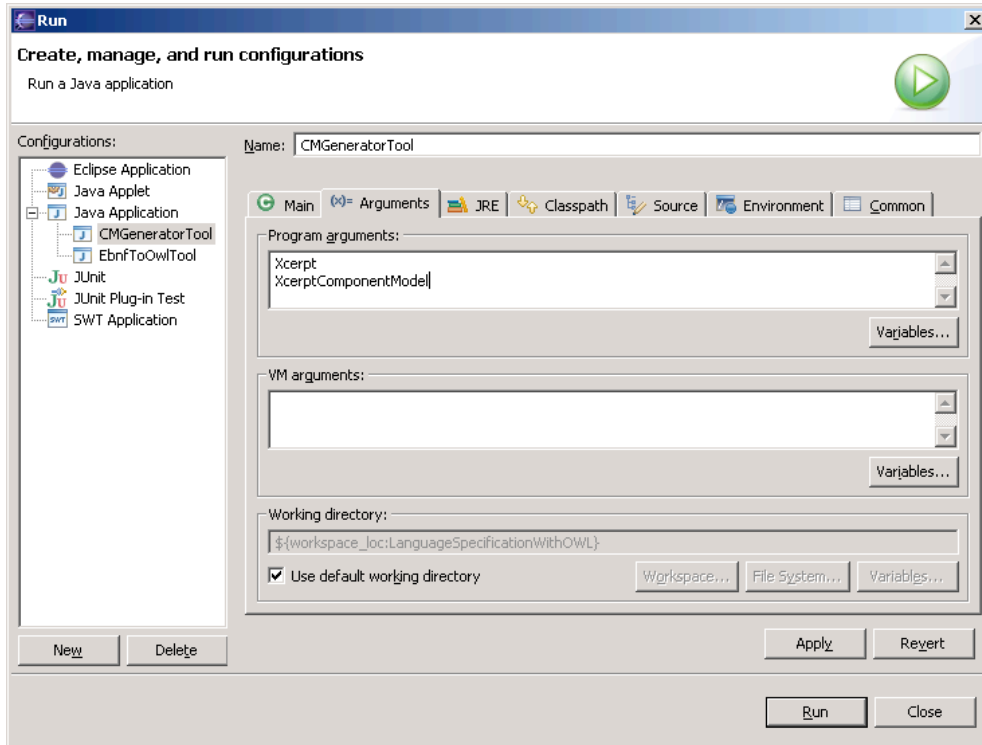 Run
Create, manage, and run configurations
Run a Java application
Configurations:
Name: CMGeneratorTool
Eclipse Application
Java Applet
Java Application
CMGeneratorTool
EbnfToOwlTool
JUnit
JUnit Plug-in Test
SWT Application
Main (x)= Arguments JRE Classpath Source Environment Common
Program arguments:
Xcerpt
XcerptComponentModel
Variables...
VM arguments:
Variables...
Working directory:
${workspace_loc:LanguageSpecificationWithOWL}
Use default working directory
Workspace... File System... Variables...
New Delete
Apply Revert
Run Close